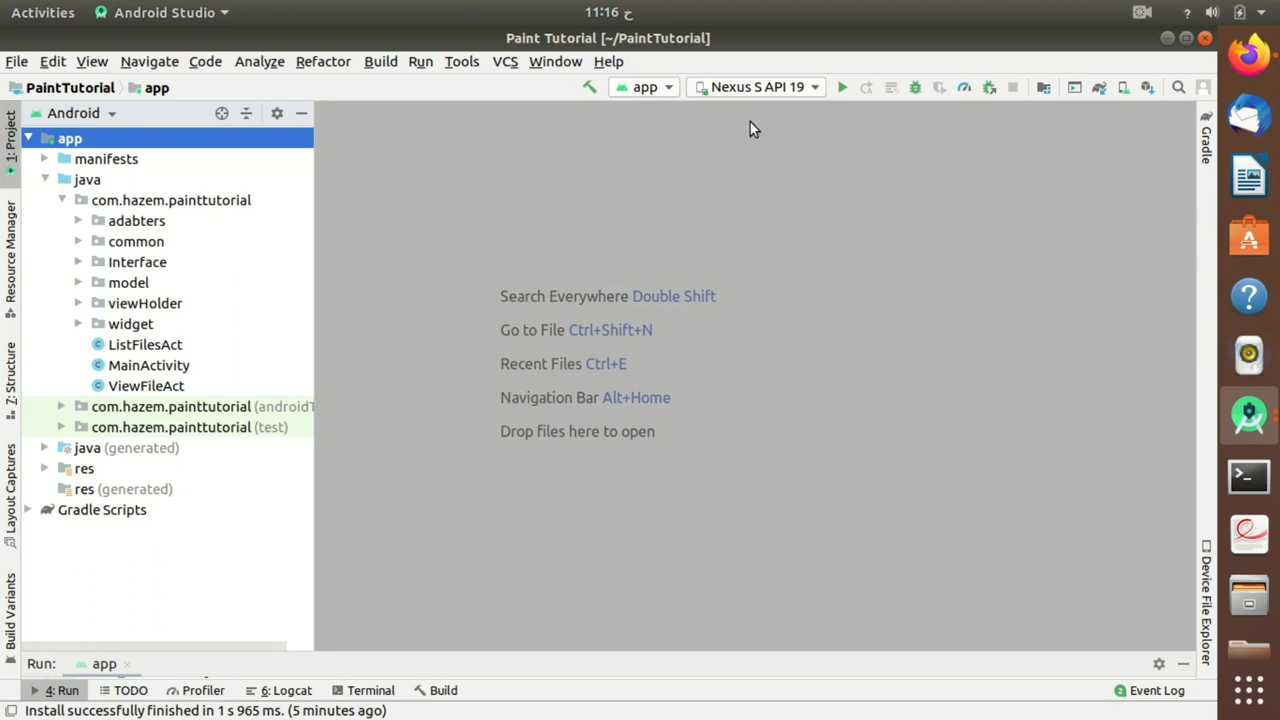 Activities
Android Studio
11:16 ح
Paint Tutorial [~/PaintTutorial]
File Edit View Navigate Code Analyze Refactor Build Run Tools VCS Window Help
PaintTutorial app
app
Nexus S API 19
1: Project
Resource Manager
Z: Structure
Layout Captures
Build Variants
Android
app
manifests
java
com.hazem.painttutorial
adabters
common
Interface
model
viewHolder
widget
ListFilesAct
MainActivity
ViewFileAct
com.hazem.painttutorial (androidT
com.hazem.painttutorial (test)
java (generated)
res
res (generated)
Gradle Scripts
Search Everywhere Double Shift
Go to File Ctrl+Shift+N
Recent Files Ctrl+E
Navigation Bar Alt+Home
Drop files here to open
Gradle
Device File Explorer
Run: app
4: Run TODO Profiler 6: Logcat Terminal Build
2 Event Log
Install successfully finished in 1 s 965 ms. (5 minutes ago)